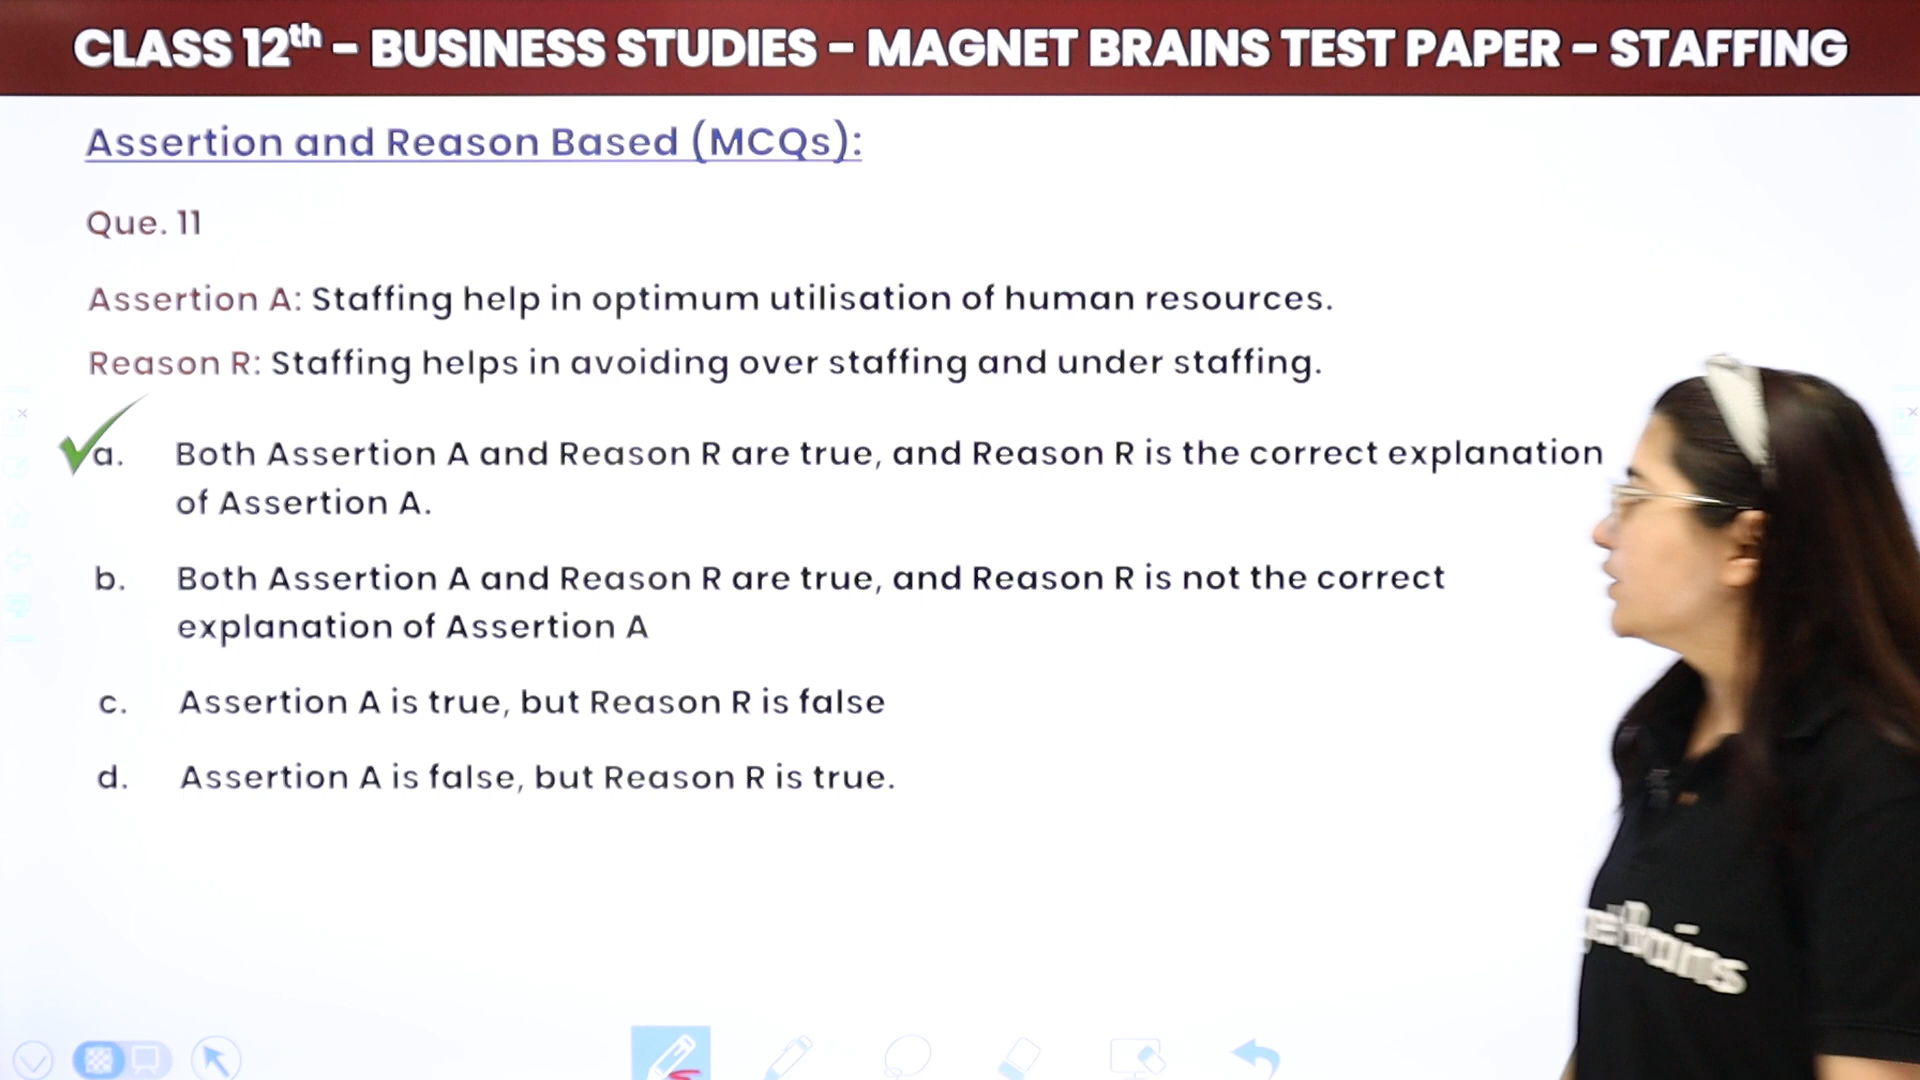 CLASS 12th – BUSINESS STUDIES – MAGNET BRAINS TEST PAPER – STAFFING
Assertion and Reason Based (MCQs):
Que. 11
Assertion A: Staffing help in optimum utilisation of human resources.
Reason R: Staffing helps in avoiding over staffing and under staffing.
a. Both Assertion A and Reason R are true, and Reason R is the correct explanation
of Assertion A.
b. Both Assertion A and Reason R are true, and Reason R is not the correct
explanation of Assertion A
c. Assertion A is true, but Reason R is false
d. Assertion A is false, but Reason R is true.